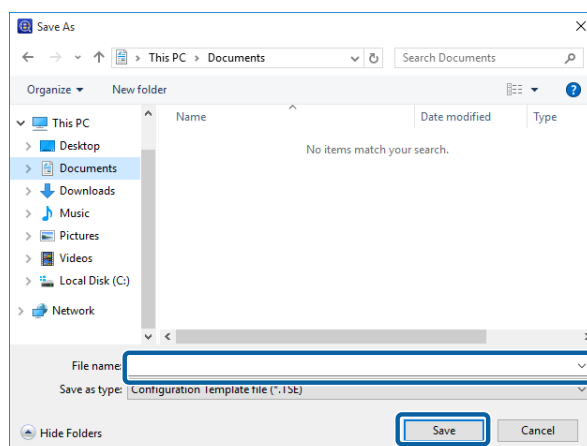 Save As
This PC > Documents
Search Documents
Organize
New folder
Name
Date modified
Type
This PC
No items match your search.
Desktop
Documents
Downloads
Music
Pictures
Videos
Local Disk (C:)
Network
File name:
Save as type: Configuration Template file (*.TSE)
Hide Folders
Save
Cancel